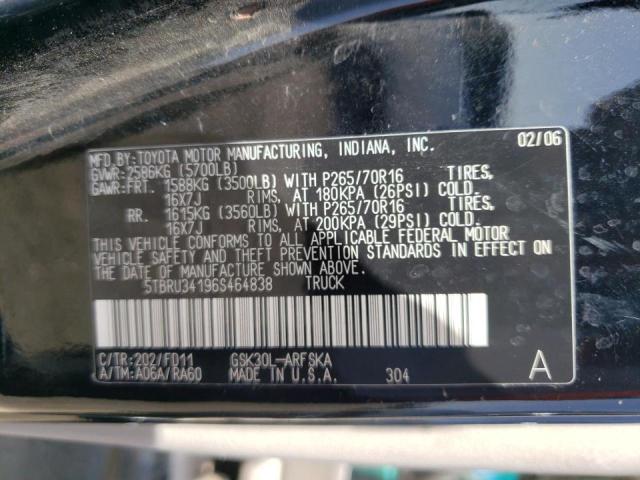 MFD.BY:TOYOTA MOTOR MANUFACTURING, INDIANA, INC. 02/06
GVWR:2586KG (5700LB)
GAWR:FRT. 1588KG (3500LB) WITH P265/70R16 TIRES,
16X7J RIMS, AT 180KPA (26PSI) COLD.
RR. 1615KG (3560LB) WITH P265/70R16 TIRES,
16X7J RIMS, AT 200KPA (29PSI) COLD.
THIS VEHICLE CONFORMS TO ALL APPLICABLE FEDERAL MOTOR
VEHICLE SAFETY AND THEFT PREVENTION STANDARDS IN EFFECT ON
THE DATE OF MANUFACTURE SHOWN ABOVE.
5TBRU34196S464838 TRUCK
C/TR:202/FD11 GSK30L-ARFSKA
A/TM:A06A/RA60 MADE IN U.S.A. 304 A